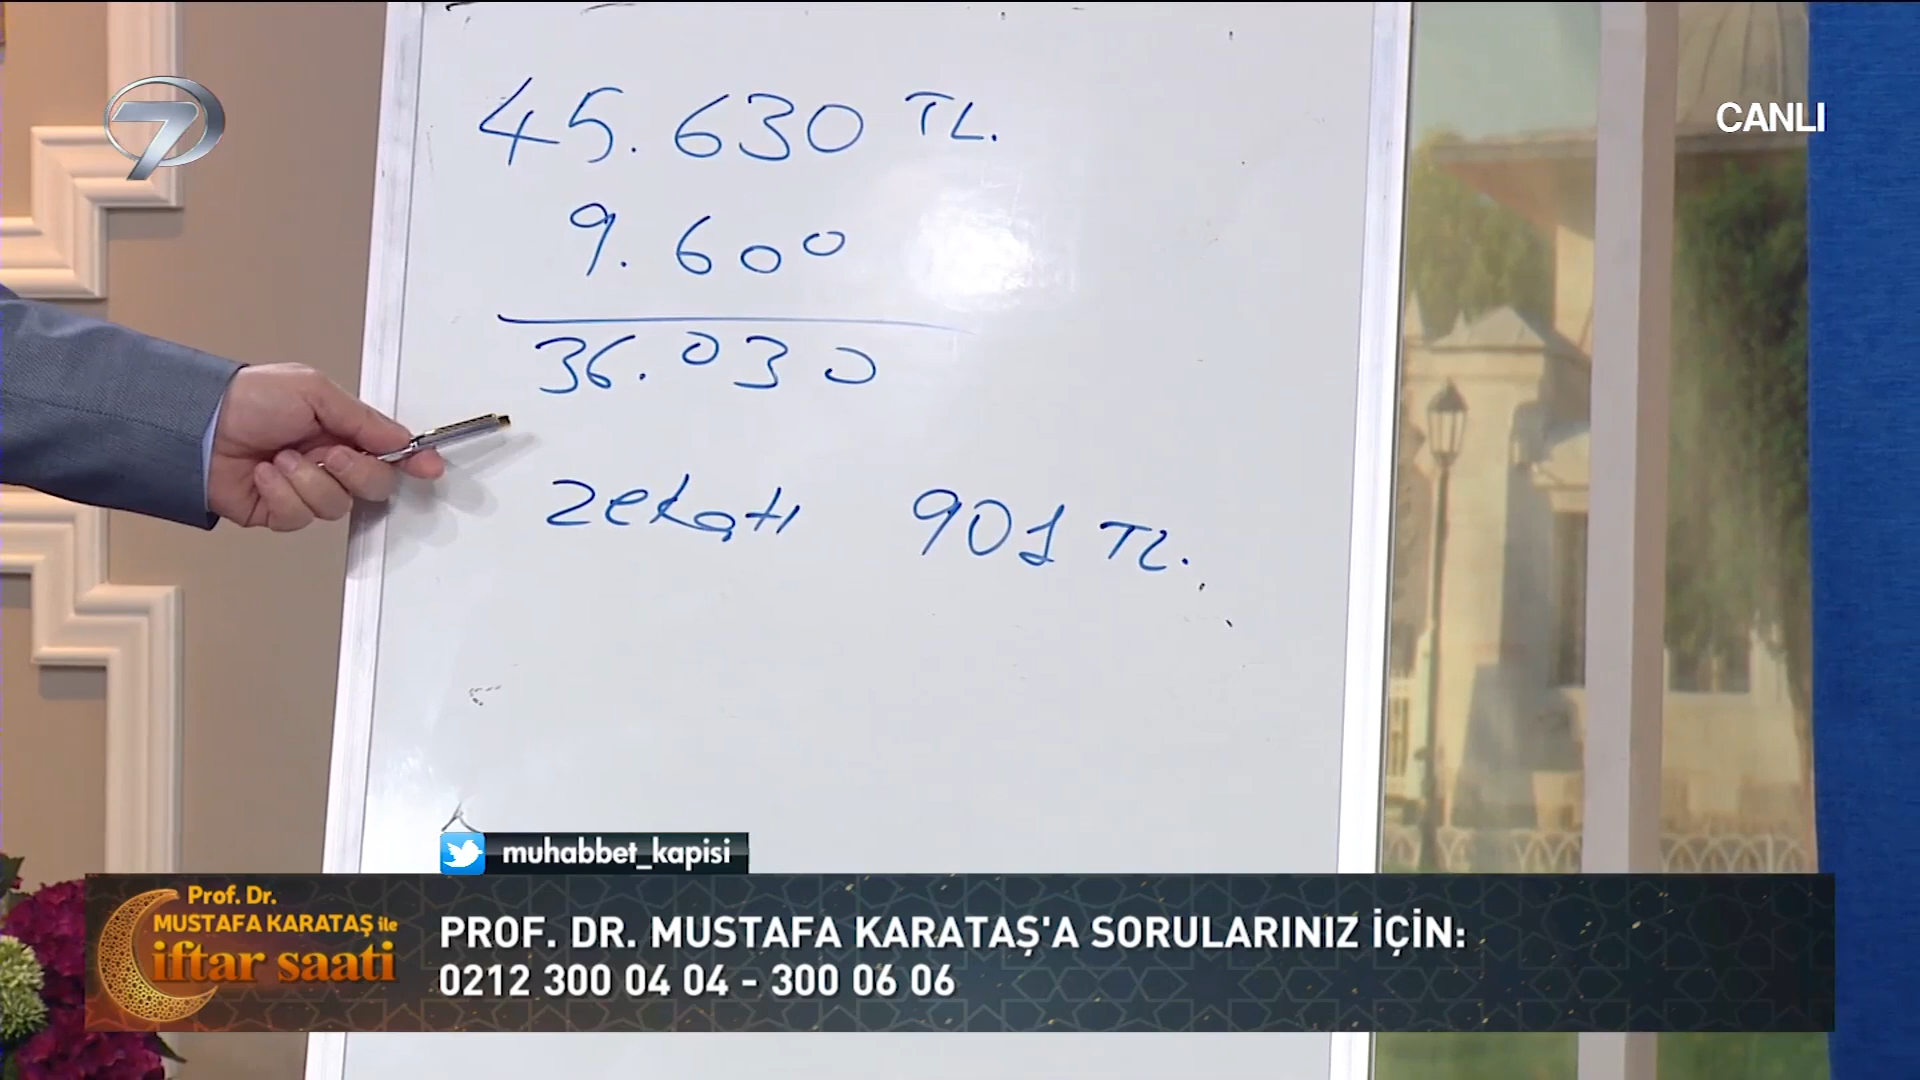 7
CANLI
45.630 TL.
9.600
36.030
zekatı 901 TL.
muhabbet_kapisi
Prof. Dr.
MUSTAFA KARATAŞ ile
iftar saati
PROF. DR. MUSTAFA KARATAŞ'A SORULARINIZ İÇİN:
0212 300 04 04 - 300 06 06